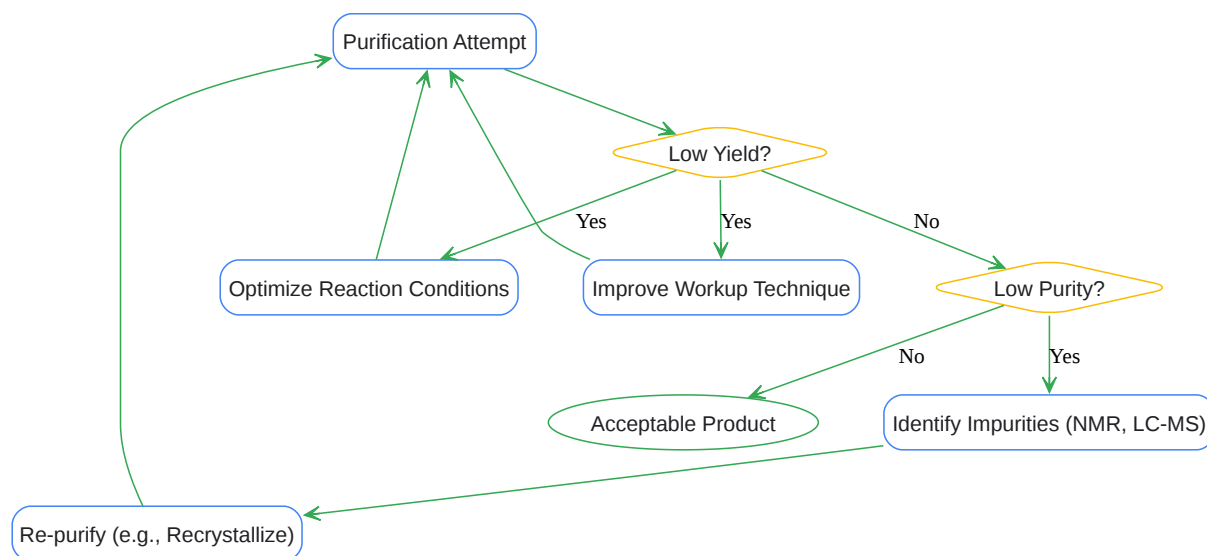 Purification Attempt
Low Yield?
Yes
Yes
No
Optimize Reaction Conditions
Improve Workup Technique
Low Purity?
No
Yes
Acceptable Product
Identify Impurities (NMR, LC-MS)
Re-purify (e.g., Recrystallize)